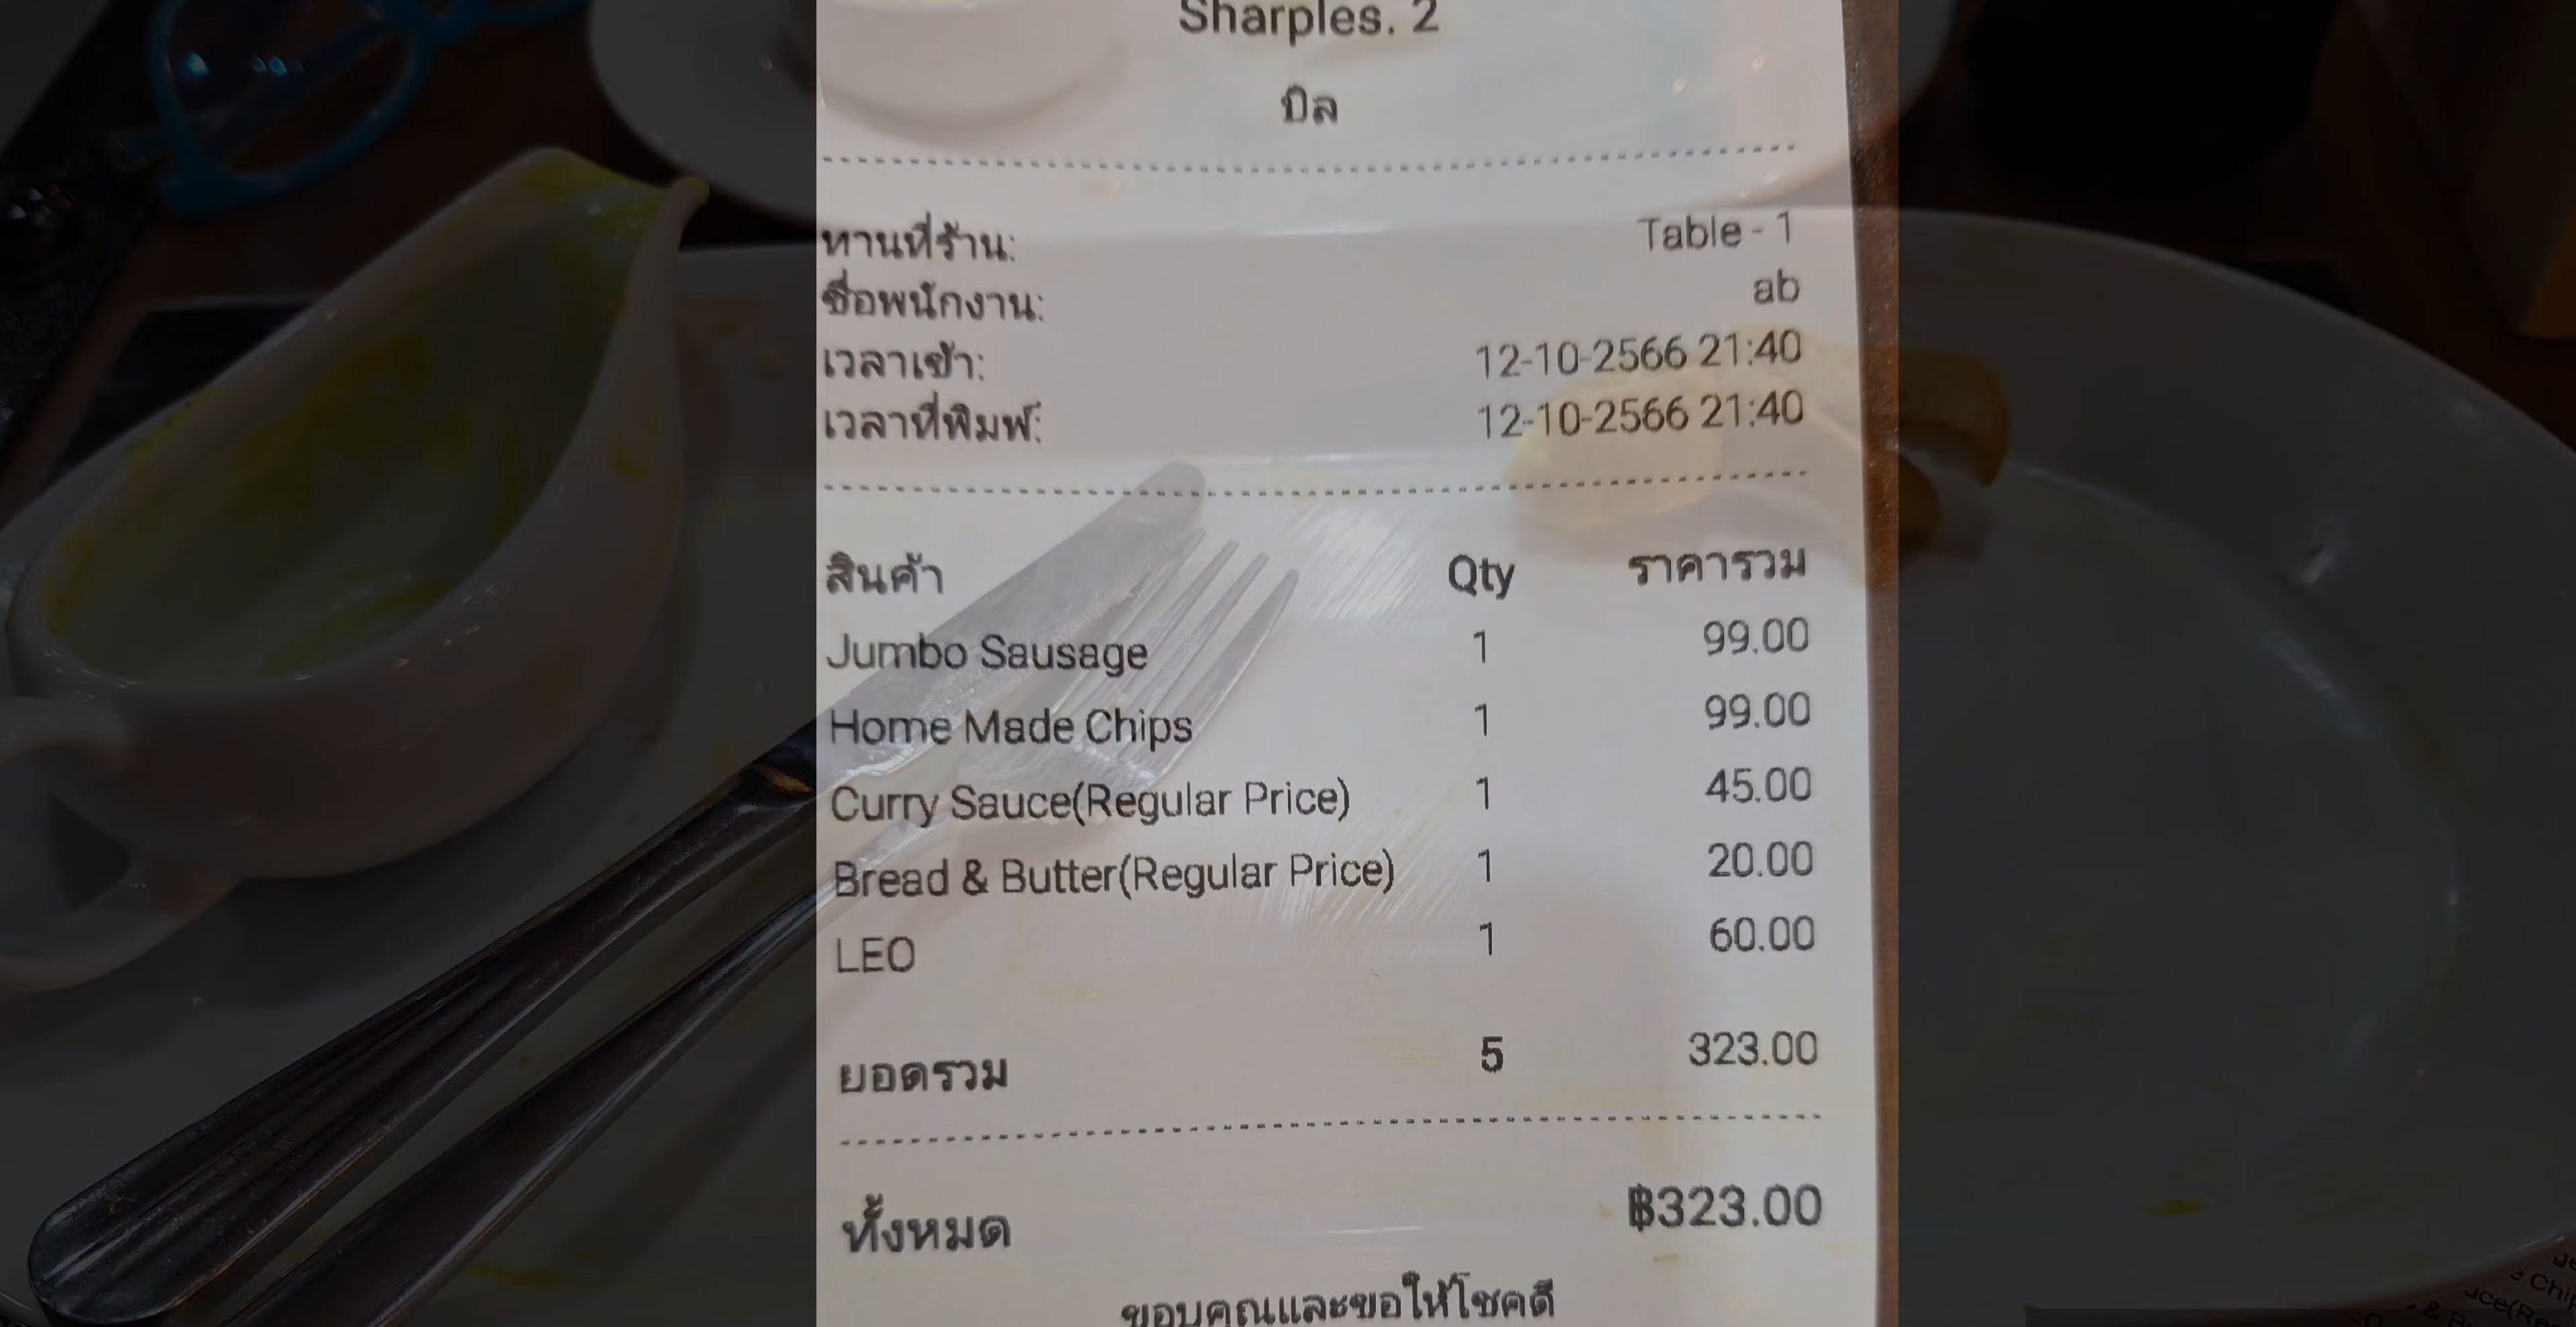 Sharples. 2
บิล
ทานที่ร้าน: Table - 1
ชื่อพนักงาน: ab
เวลาเข้า: 12-10-2566 21:40
เวลาที่พิมพ์: 12-10-2566 21:40
สินค้า Qty ราคารวม
Jumbo Sausage 1 99.00
Home Made Chips 1 99.00
Curry Sauce(Regular Price) 1 45.00
Bread & Butter(Regular Price) 1 20.00
LEO 1 60.00
ยอดรวม 5 323.00
ทั้งหมด ฿323.00
ขอบคุณและขอให้โชคดี